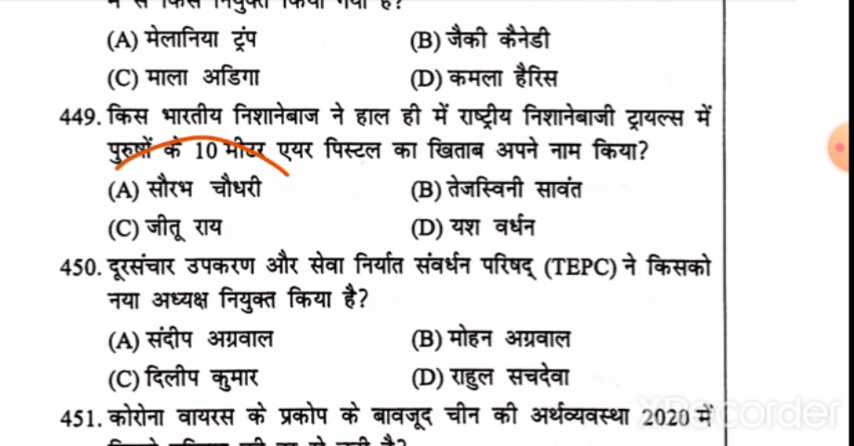 में से किसे नियुक्त किया गया है?
(A) मेलानिया ट्रंप (B) जैकी कैनेडी
(C) माला अडिगा (D) कमला हैरिस
449. किस भारतीय निशानेबाज ने हाल ही में राष्ट्रीय निशानेबाजी ट्रायल्स में
पुरुषों के 10 मीटर एयर पिस्टल का खिताब अपने नाम किया?
(A) सौरभ चौधरी (B) तेजस्विनी सावंत
(C) जीतू राय (D) यश वर्धन
450. दूरसंचार उपकरण और सेवा निर्यात संवर्धन परिषद् (TEPC) ने किसको
नया अध्यक्ष नियुक्त किया है?
(A) संदीप अग्रवाल (B) मोहन अग्रवाल
(C) दिलीप कुमार (D) राहुल सचदेवा
451. कोरोना वायरस के प्रकोप के बावजूद चीन की अर्थव्यवस्था 2020 में
XRecorder